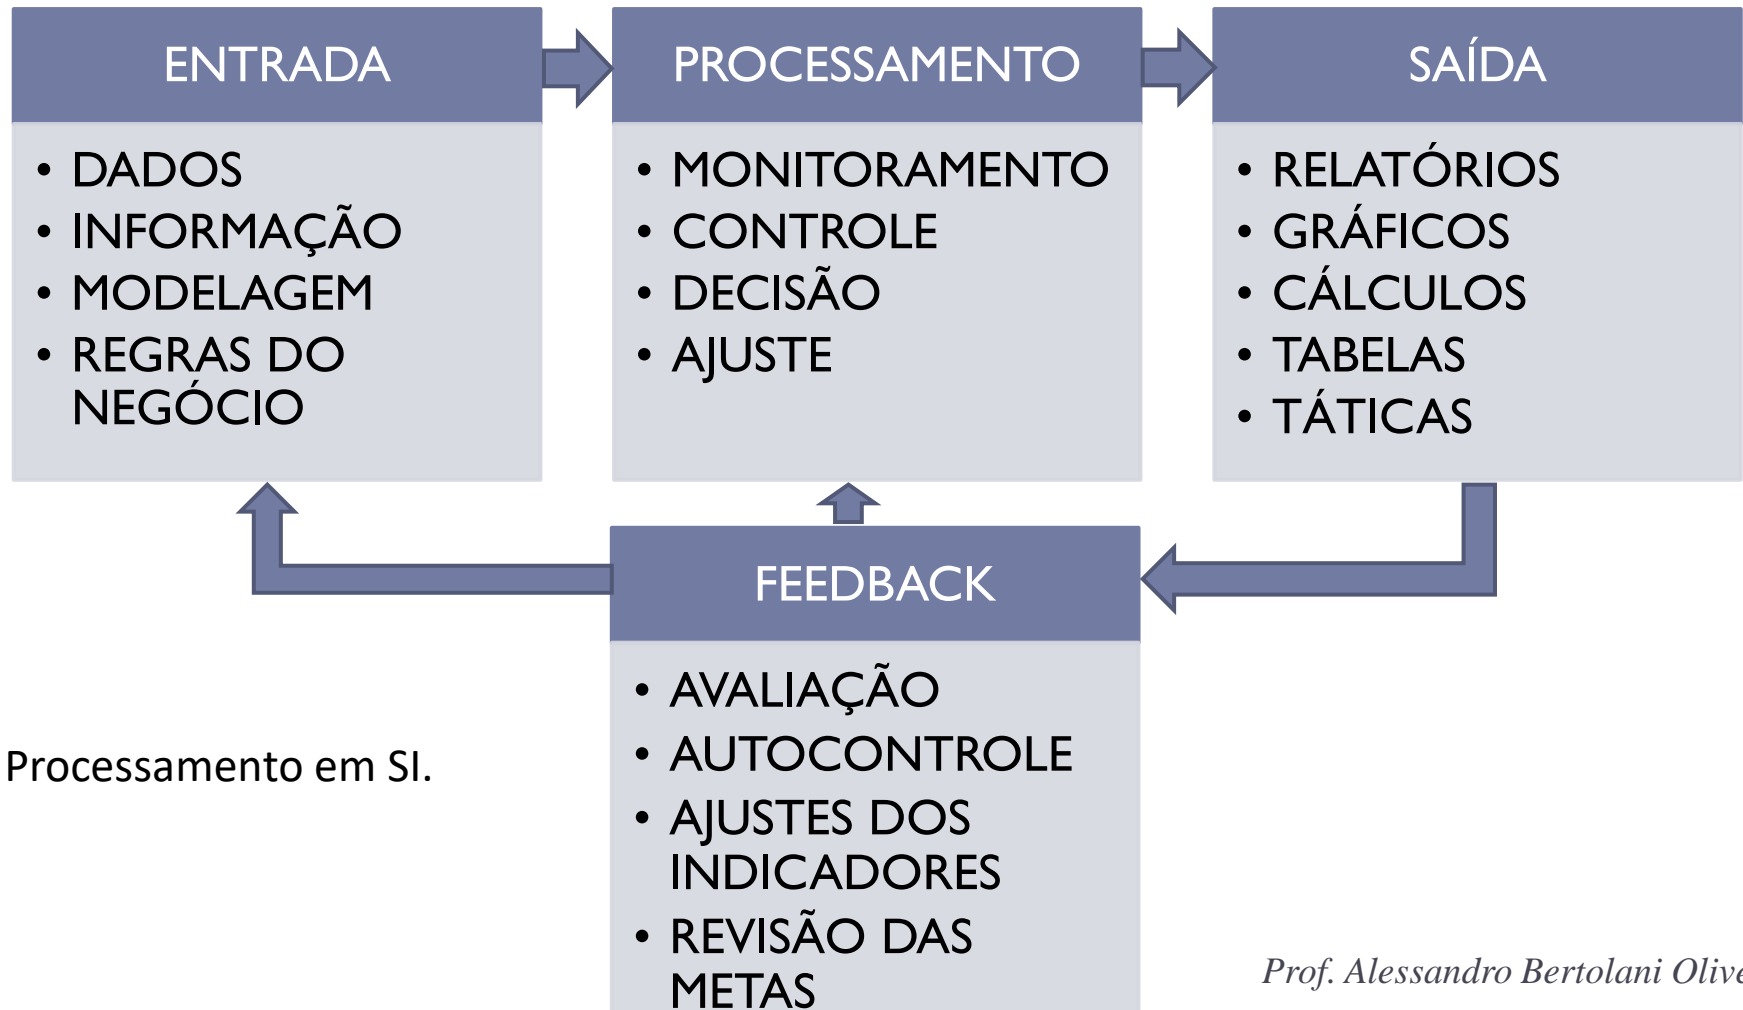 ENTRADA
• DADOS
• INFORMAÇÃO
• MODELAGEM
• REGRAS DO
NEGÓCIO
PROCESSAMENTO
• MONITORAMENTO
• CONTROLE
• DECISÃO
• AJUSTE
SAÍDA
• RELATÓRIOS
• GRÁFICOS
• CÁLCULOS
• TABELAS
• TÁTICAS
FEEDBACK
• AVALIAÇÃO
• AUTOCONTROLE
• AJUSTES DOS
INDICADORES
• REVISÃO DAS
METAS
Processamento em SI.
Prof. Alessandro Bertolani